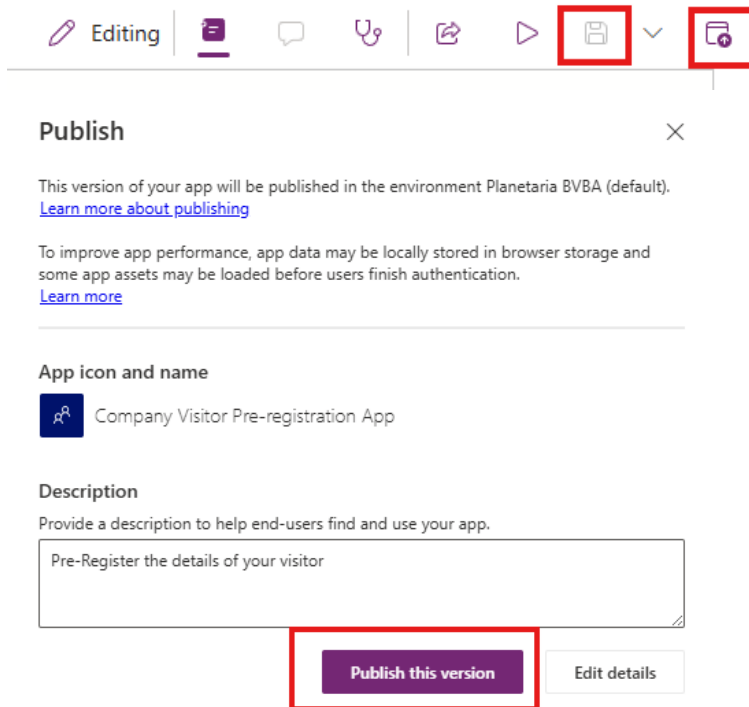 Editing
Publish
This version of your app will be published in the environment Planetaria BVBA (default).
Learn more about publishing
To improve app performance, app data may be locally stored in browser storage and
some app assets may be loaded before users finish authentication.
Learn more
App icon and name
Company Visitor Pre-registration App
Description
Provide a description to help end-users find and use your app.
Pre-Register the details of your visitor
Publish this version
Edit details